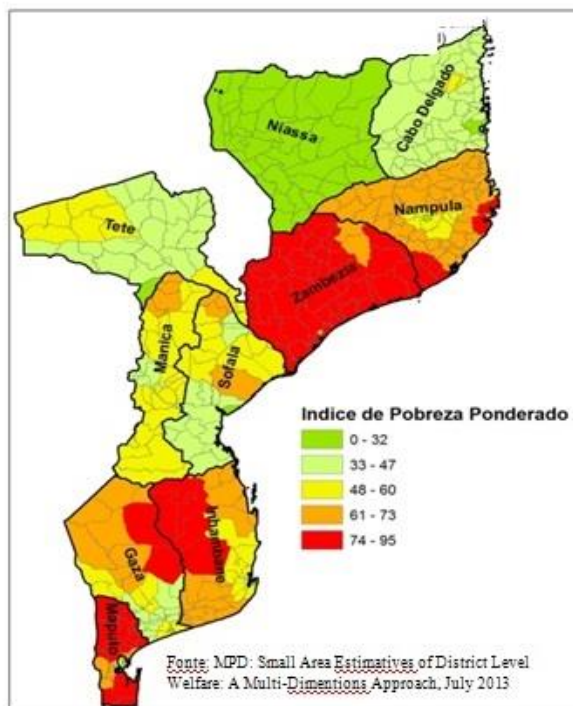 Niassa
Cabo Delgado
Nampula
Tete
Zambezia
Manica
Sofala
Inhambane
Gaza
Maputo
Indice de Pobreza Ponderado
0 - 32
33 - 47
48 - 60
61 - 73
74 - 95
Fonte: MPD: Small Area Estimatives of District Level
Welfare: A Multi-Dimentions Approach, July 2013